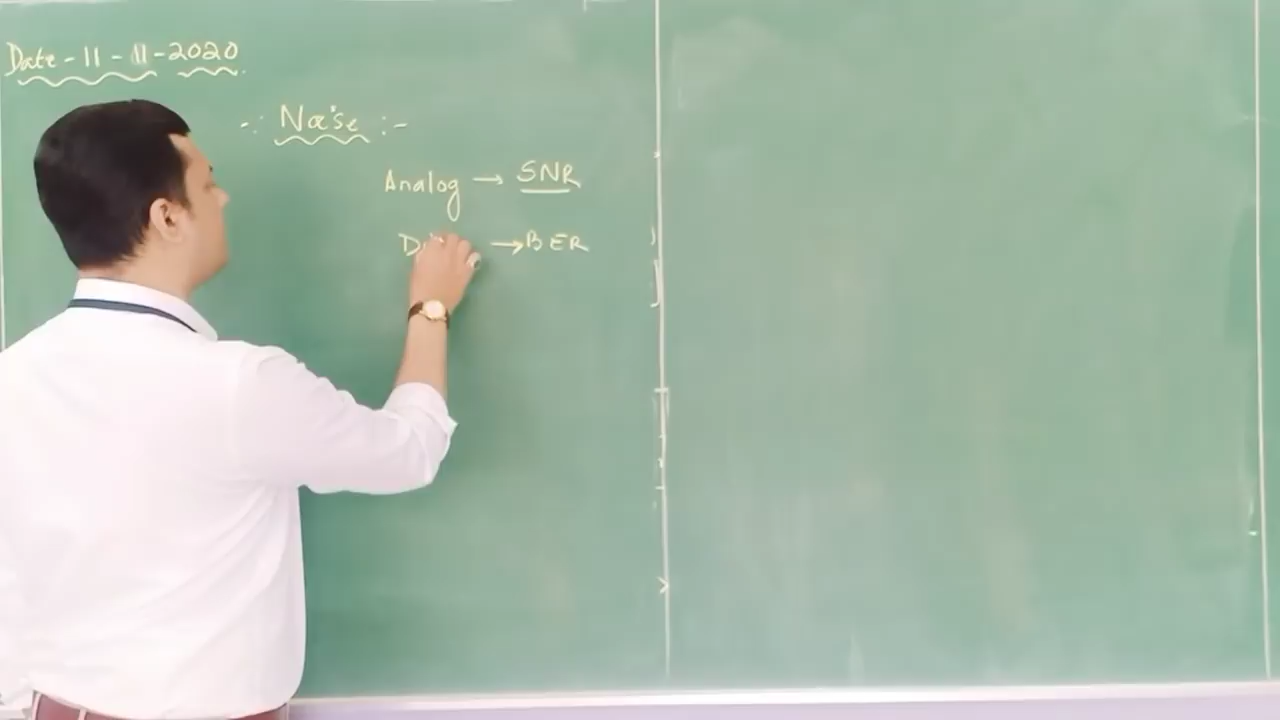 Date-11-11-2020
-: Noise :-
Analog → SNR
→ BER